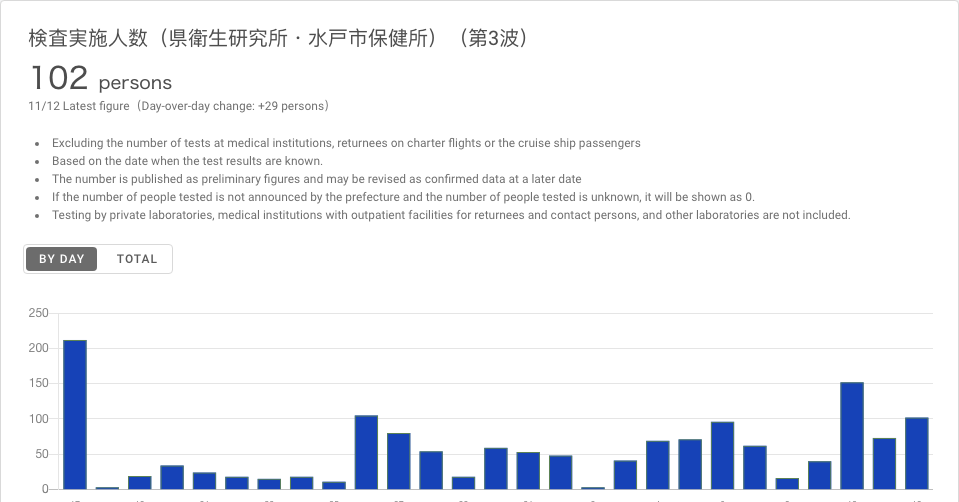 検査実施人数（県衛生研究所・水戸市保健所）（第3波）
102 persons
11/12 Latest figure（Day-over-day change: +29 persons）
• Excluding the number of tests at medical institutions, returnees on charter flights or the cruise ship passengers
• Based on the date when the test results are known.
• The number is published as preliminary figures and may be revised as confirmed data at a later date
• If the number of people tested is not announced by the prefecture and the number of people tested is unknown, it will be shown as 0.
• Testing by private laboratories, medical institutions with outpatient facilities for returnees and contact persons, and other laboratories are not included.
BY DAY TOTAL
250
200
150
100
50
0